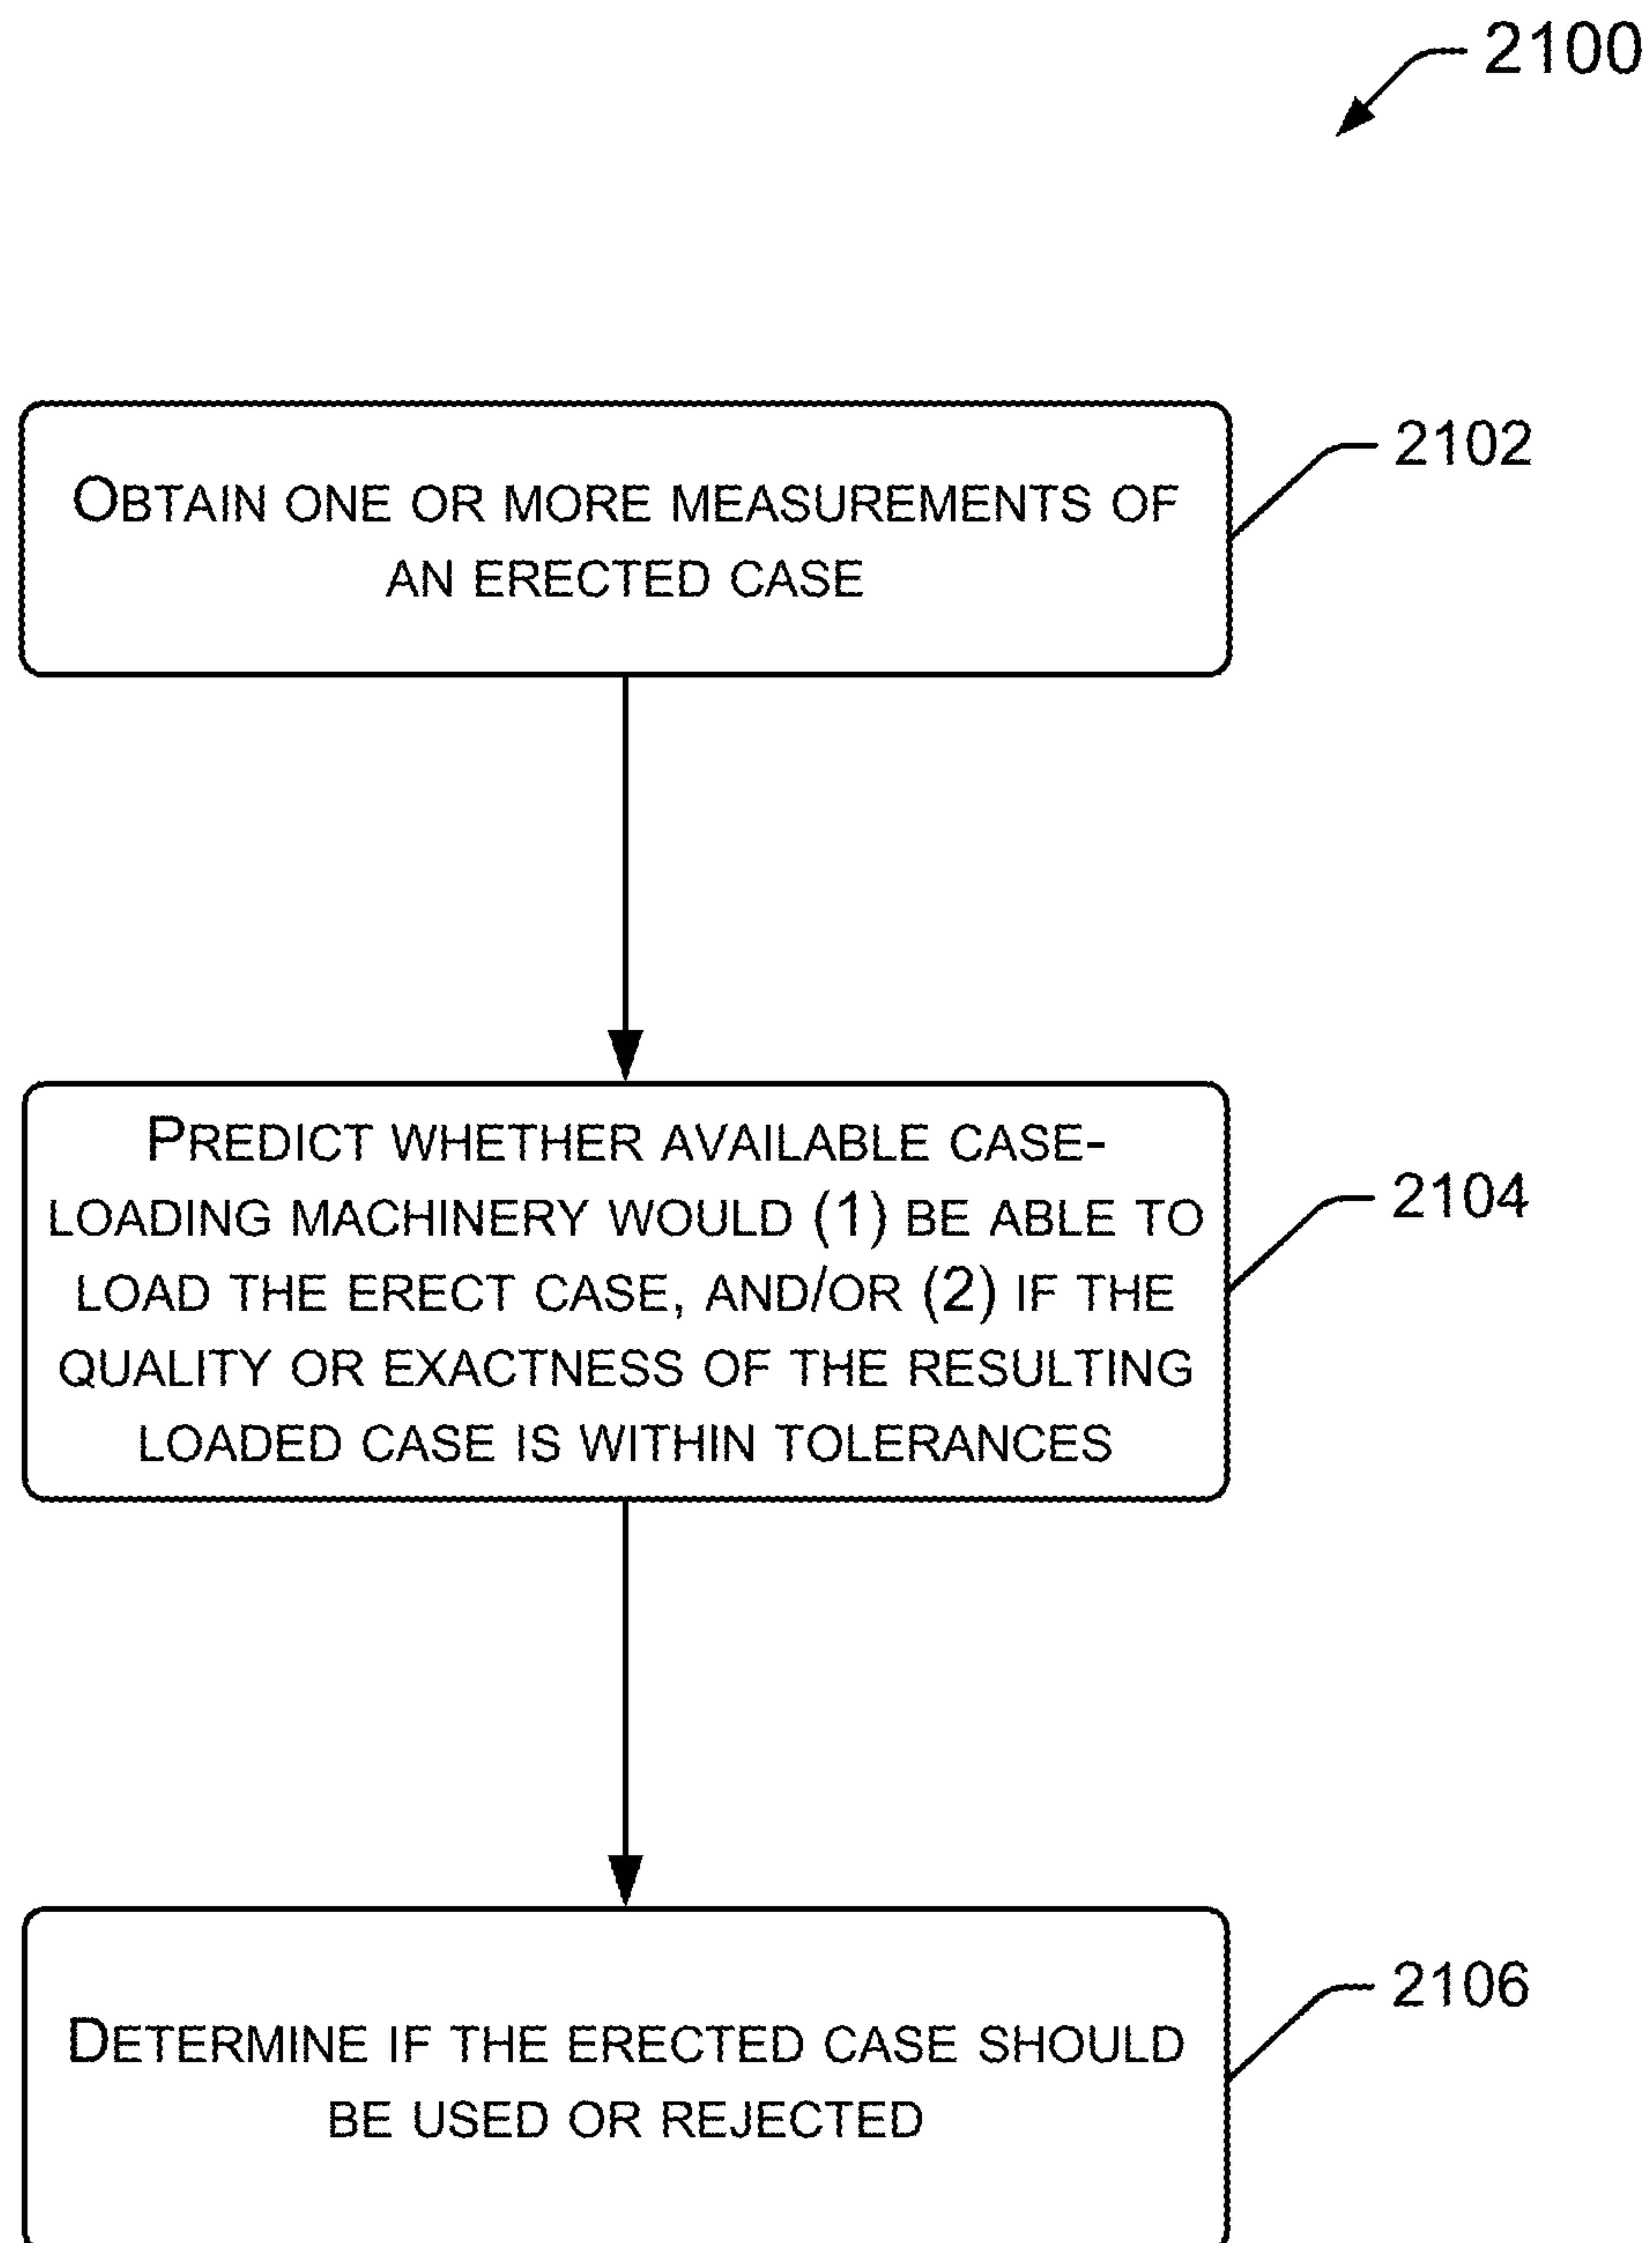 2100
OBTAIN ONE OR MORE MEASUREMENTS OF
AN ERECTED CASE
2102
PREDICT WHETHER AVAILABLE CASE-
LOADING MACHINERY WOULD (1) BE ABLE TO
LOAD THE ERECT CASE, AND/OR (2) IF THE
QUALITY OR EXACTNESS OF THE RESULTING
LOADED CASE IS WITHIN TOLERANCES
2104
DETERMINE IF THE ERECTED CASE SHOULD
BE USED OR REJECTED
2106